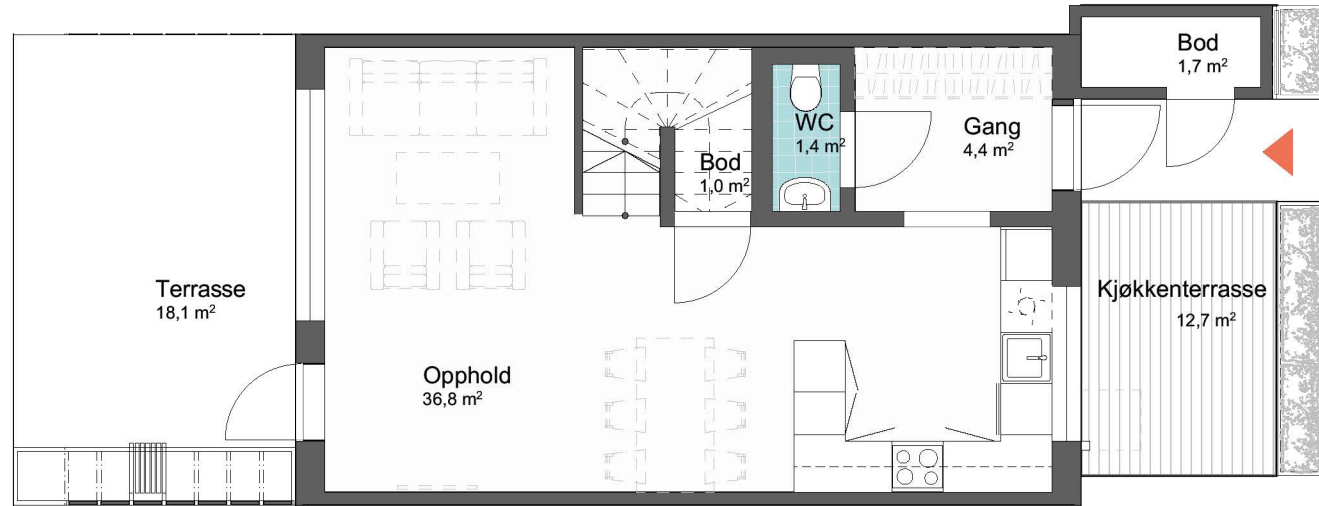 Bod
1,7 m²
WC
1,4 m²
Gang
4,4 m²
Bod
1,0 m²
Terrasse
18,1 m²
Kjøkkenterrasse
12,7 m²
Opphold
36,8 m²